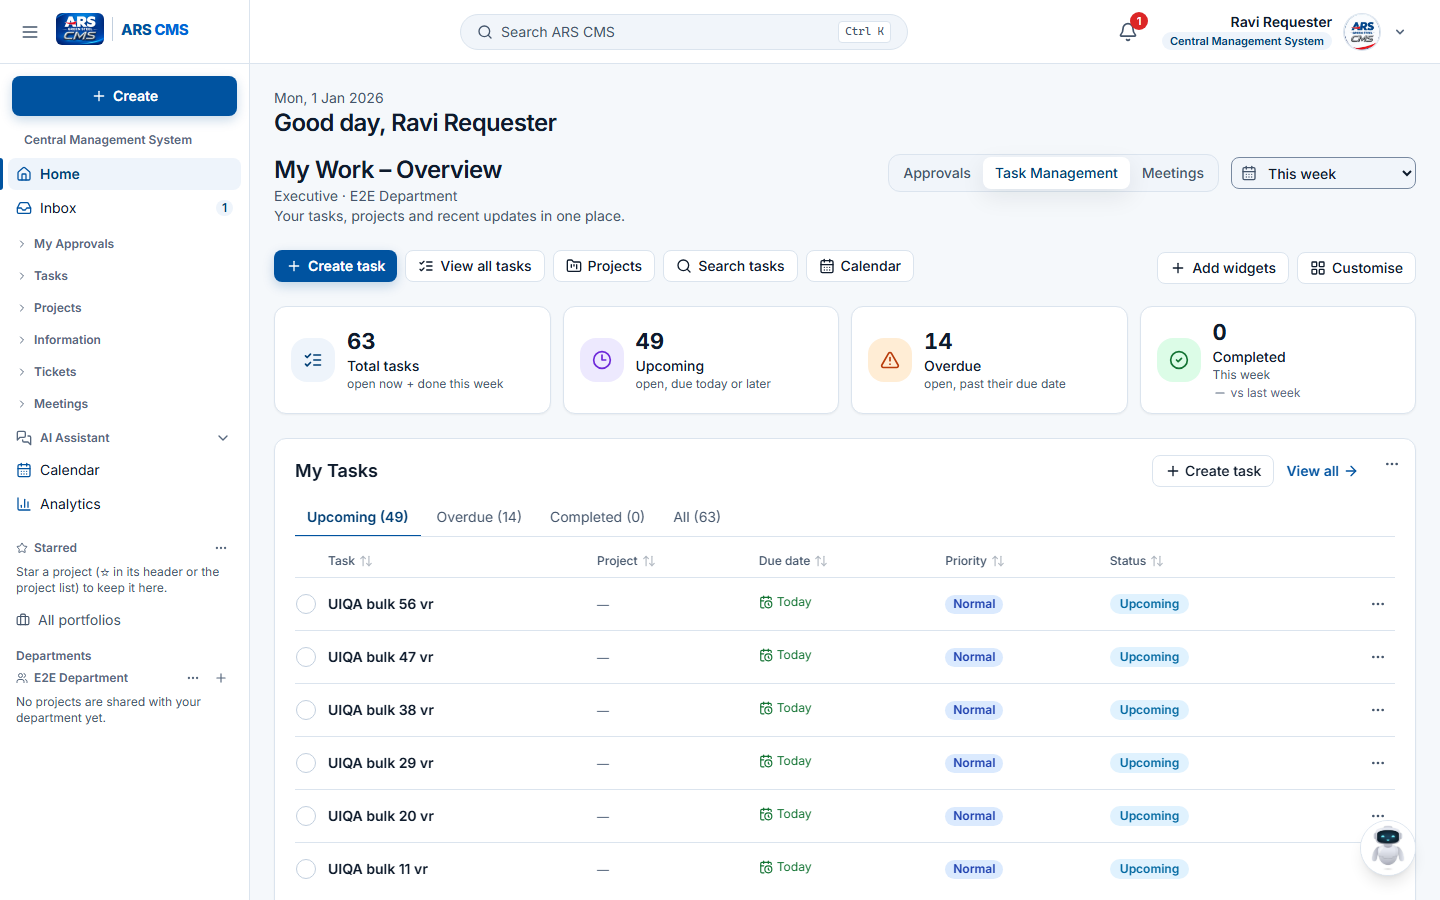 ARS
CMS
ARS CMS
Search ARS CMS
Ctrl K
1
Ravi Requester
Central Management System
ARS
CMS
Create
Central Management System
Home
Inbox
1
My Approvals
Tasks
Projects
Information
Tickets
Meetings
AI Assistant
Calendar
Analytics
Starred
Star a project (☆ in its header or the
project list) to keep it here.
All portfolios
Departments
E2E Department
No projects are shared with your
department yet.
Mon, 1 Jan 2026
Good day, Ravi Requester
My Work – Overview
Executive · E2E Department
Your tasks, projects and recent updates in one place.
Approvals Task Management Meetings
This week
Create task
View all tasks
Projects
Search tasks
Calendar
Add widgets
Customise
63
Total tasks
open now + done this week
49
Upcoming
open, due today or later
14
Overdue
open, past their due date
0
Completed
This week
— vs last week
My Tasks
Create task
View all →
Upcoming (49) Overdue (14) Completed (0) All (63)
Task Project Due date Priority Status
UIQA bulk 56 vr — Today Normal Upcoming
UIQA bulk 47 vr — Today Normal Upcoming
UIQA bulk 38 vr — Today Normal Upcoming
UIQA bulk 29 vr — Today Normal Upcoming
UIQA bulk 20 vr — Today Normal Upcoming
UIQA bulk 11 vr — Today Normal Upcoming